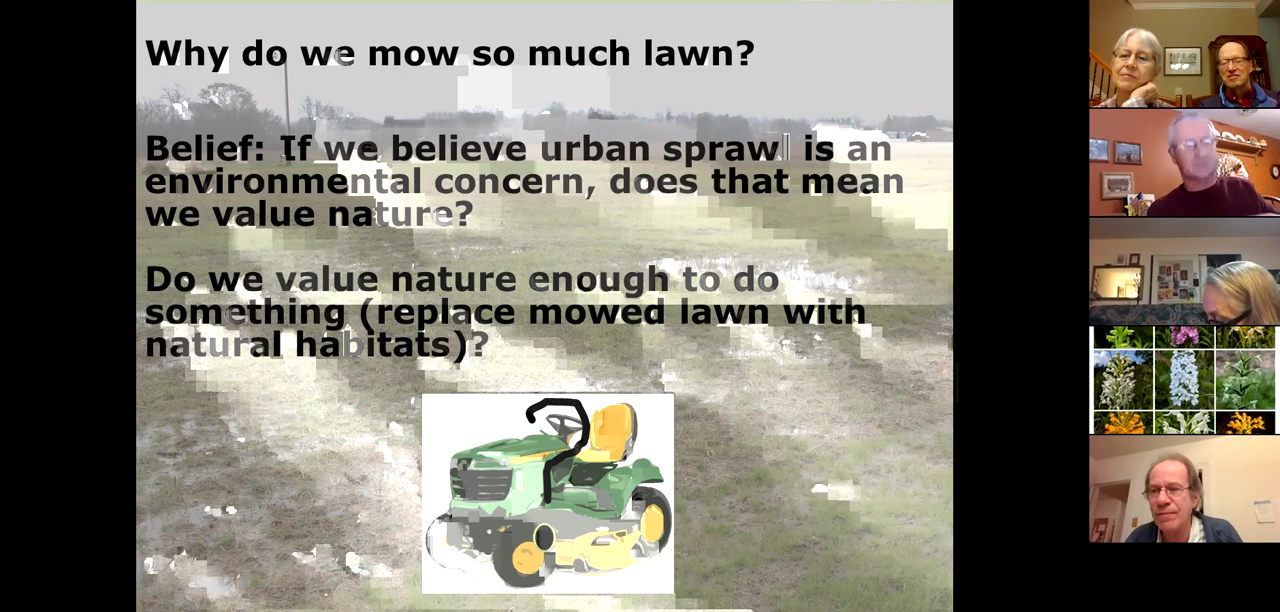 Why do we mow so much lawn?
Belief: If we believe urban sprawl is an
environmental concern, does that mean
we value nature?
Do we value nature enough to do
something (replace mowed lawn with
natural habitats)?